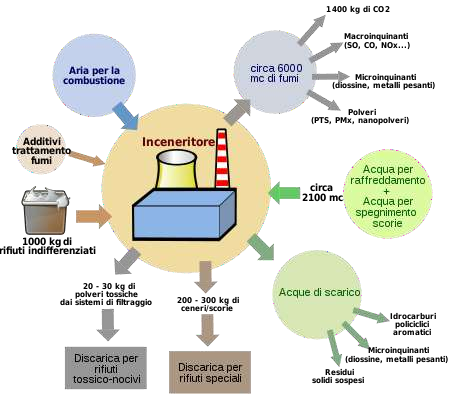 1400 kg di CO2
Macroinquinanti
(SO, CO, NOx...)
Aria per la
combustione
circa 6000
mc di fumi
Microinquinanti
(diossine, metalli pesanti)
Polveri
(PTS, PMx, nanopolveri)
Additivi
trattamento
fumi
Inceneritore
Acqua per
raffreddamento
+
Acqua per
spegnimento
scorie
circa
2100 mc
1000 kg di
rifiuti indifferenziati
20 - 30 kg di
polveri tossiche
dai sistemi di filtraggio
200 - 300 kg di
ceneri/scorie
Acque di scarico
Idrocarburi
policiclici
aromatici
Microinquinanti
(diossine, metalli pesanti)
Residui
solidi sospesi
Discarica per
rifiuti
tossico-nocivi
Discarica per
rifiuti speciali